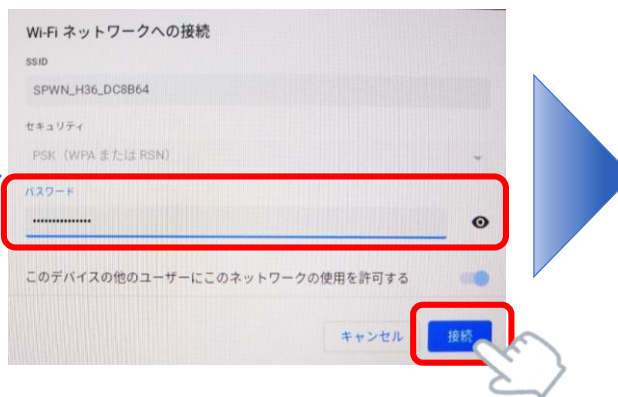 Wi-Fi ネットワークへの接続
SSID
SPWN_H36_DC8B64
セキュリティ
PSK（WPA または RSN）
パスワード
•••••••••••••••
このデバイスの他のユーザーにこのネットワークの使用を許可する
キャンセル
接続